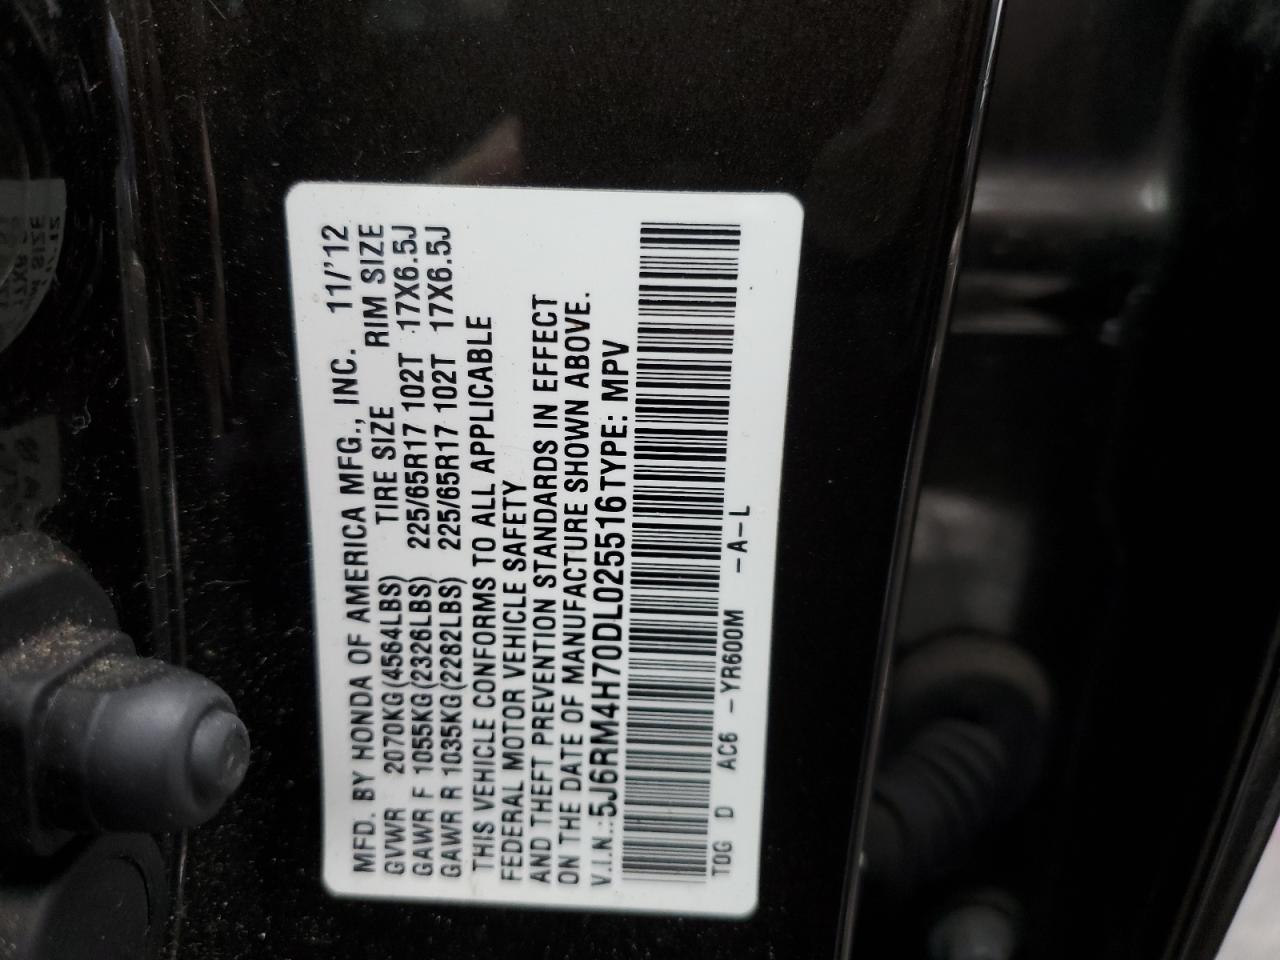 MFD. BY HONDA OF AMERICA MFG., INC. 11/'12
GVWR 2070KG(4564LBS) TIRE SIZE RIM SIZE
GAWR F 1055KG(2326LBS) 225/65R17 102T 17X6.5J
GAWR R 1035KG(2282LBS) 225/65R17 102T 17X6.5J
THIS VEHICLE CONFORMS TO ALL APPLICABLE
FEDERAL MOTOR VEHICLE SAFETY
AND THEFT PREVENTION STANDARDS IN EFFECT
ON THE DATE OF MANUFACTURE SHOWN ABOVE.
V.I.N.:5J6RM4H70DL025516 TYPE: MPV
T0G D AC6 -YR600M -A-L